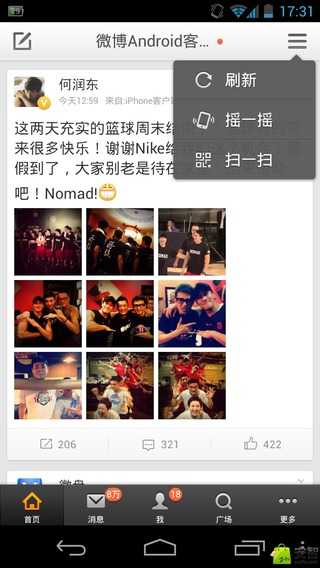 17:31
微博Android客...
刷新
摇一摇
扫一扫
何润东
今天12:59 来自:iPhone客户
这两天充实的篮球周末结
来很多快乐！谢谢Nike给
假到了，大家别老是待在
吧！Nomad!
206
321
422
微盘
8万
18
首页
消息
我
广场
更多